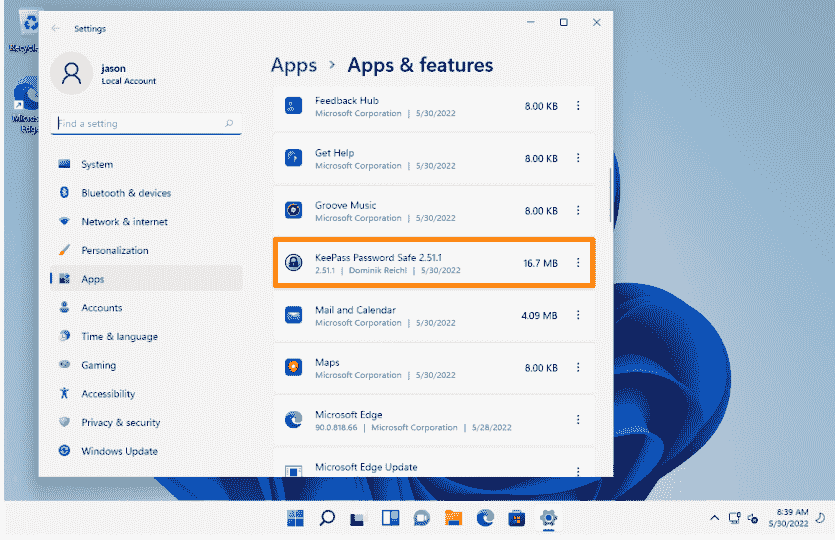 Settings
jason
Local Account
Find a setting
System
Bluetooth & devices
Network & internet
Personalization
Apps
Accounts
Time & language
Gaming
Accessibility
Privacy & security
Windows Update
Apps > Apps & features
Feedback Hub
Microsoft Corporation | 5/30/2022
8.00 KB
Get Help
Microsoft Corporation | 5/30/2022
8.00 KB
Groove Music
Microsoft Corporation | 5/30/2022
8.00 KB
KeePass Password Safe 2.51.1
2.51.1 | Dominik Reichl | 5/30/2022
16.7 MB
Mail and Calendar
Microsoft Corporation | 5/30/2022
4.09 MB
Maps
Microsoft Corporation | 5/30/2022
8.00 KB
Microsoft Edge
90.0.818.66 | Microsoft Corporation | 5/28/2022
Microsoft Edge Update
8:39 AM
5/30/2022